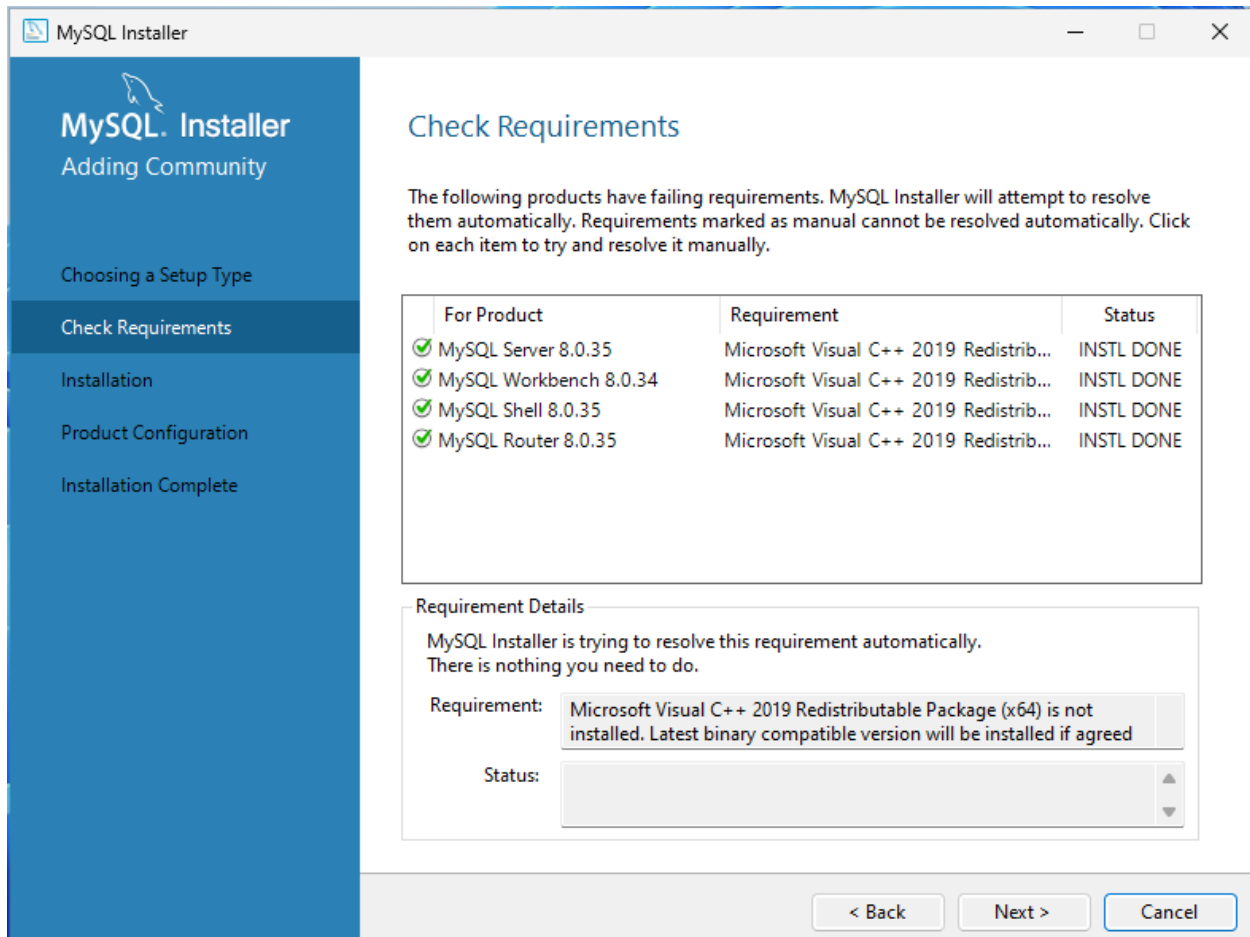 MySQL Installer
MySQL. Installer
Adding Community
Choosing a Setup Type
Check Requirements
Installation
Product Configuration
Installation Complete
Check Requirements
The following products have failing requirements. MySQL Installer will attempt to resolve
them automatically. Requirements marked as manual cannot be resolved automatically. Click
on each item to try and resolve it manually.
For Product Requirement Status
MySQL Server 8.0.35 Microsoft Visual C++ 2019 Redistrib... INSTL DONE
MySQL Workbench 8.0.34 Microsoft Visual C++ 2019 Redistrib... INSTL DONE
MySQL Shell 8.0.35 Microsoft Visual C++ 2019 Redistrib... INSTL DONE
MySQL Router 8.0.35 Microsoft Visual C++ 2019 Redistrib... INSTL DONE
Requirement Details
MySQL Installer is trying to resolve this requirement automatically.
There is nothing you need to do.
Requirement: Microsoft Visual C++ 2019 Redistributable Package (x64) is not
installed. Latest binary compatible version will be installed if agreed
Status:
< Back Next > Cancel